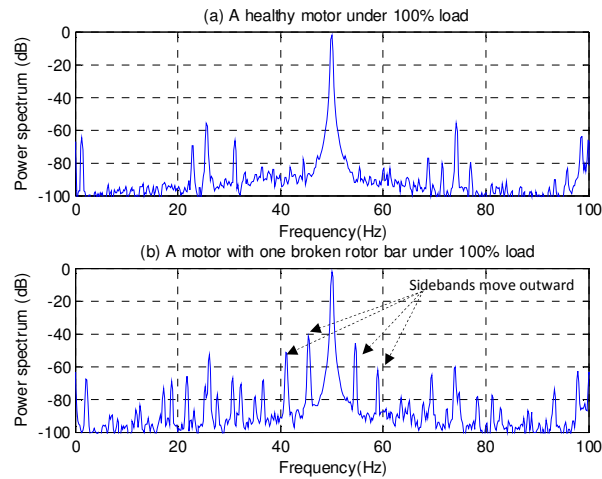 (a) A healthy motor under 100% load
0
-20
-40
-60
-80
-100
Power spectrum (dB)
0 20 40 60 80 100
Frequency(Hz)
(b) A motor with one broken rotor bar under 100% load
0
-20
-40
-60
-80
-100
Power spectrum (dB)
Sidebands move outward
0 20 40 60 80 100
Frequency(Hz)